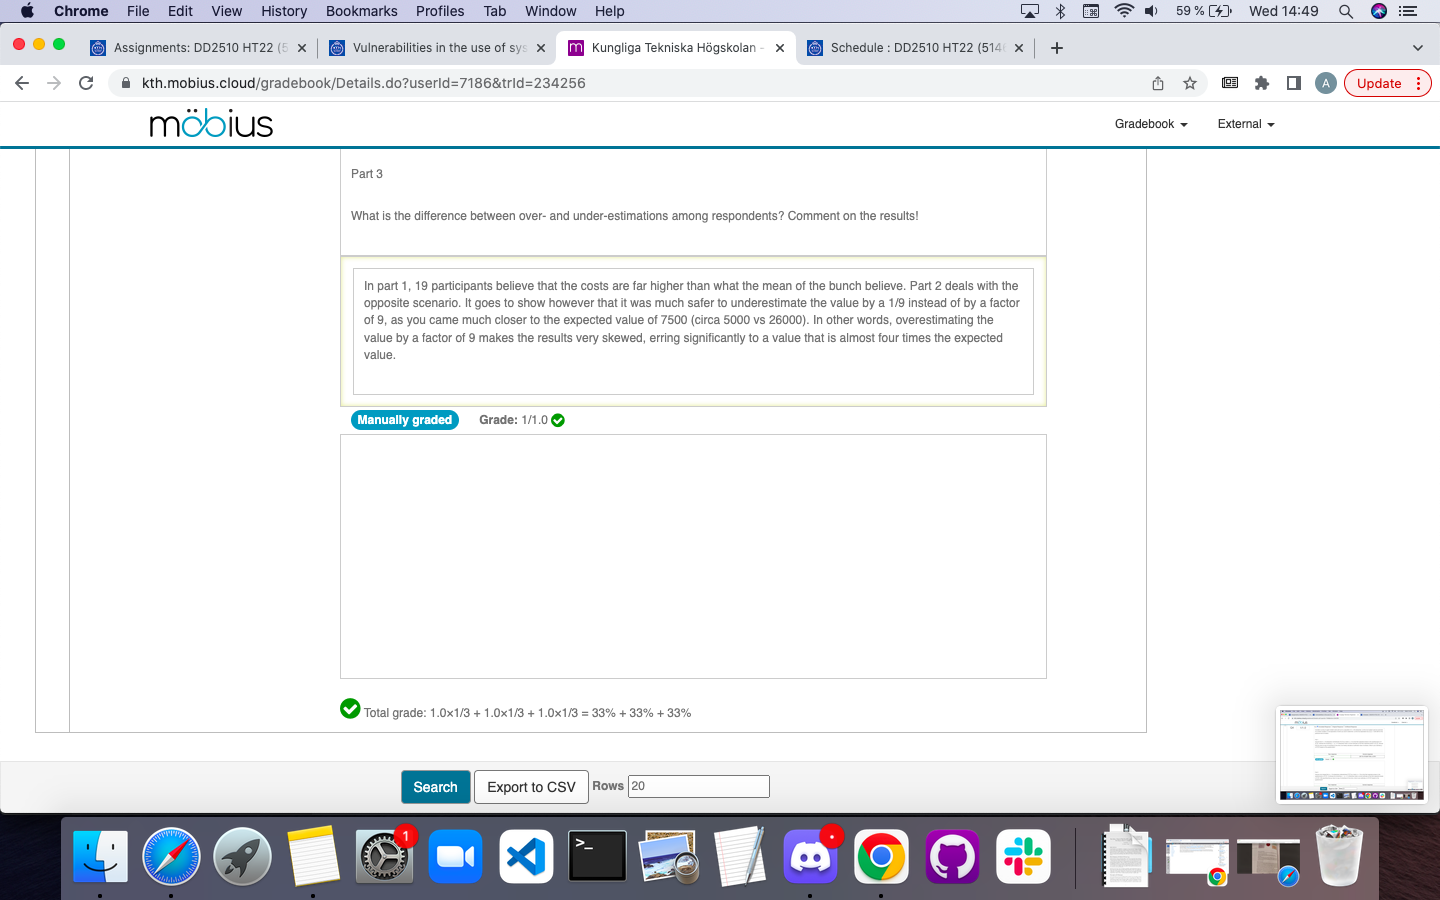 Chrome File Edit View History Bookmarks Profiles Tab Window Help 59 % Wed 14:49
Assignments: DD2510 HT22 (5 Vulnerabilities in the use of sys Kungliga Tekniska Högskolan - Schedule : DD2510 HT22 (514
kth.mobius.cloud/gradebook/Details.do?userId=7186&trId=234256 A Update
möbius Gradebook External
Part 3
What is the difference between over- and under-estimations among respondents? Comment on the results!
In part 1, 19 participants believe that the costs are far higher than what the mean of the bunch believe. Part 2 deals with the
opposite scenario. It goes to show however that it was much safer to underestimate the value by a 1/9 instead of by a factor
of 9, as you came much closer to the expected value of 7500 (circa 5000 vs 26000). In other words, overestimating the
value by a factor of 9 makes the results very skewed, erring significantly to a value that is almost four times the expected
value.
Manually graded Grade: 1/1.0
Total grade: 1.0×1/3 + 1.0×1/3 + 1.0×1/3 = 33% + 33% + 33%
Search Export to CSV Rows 20
1
>_